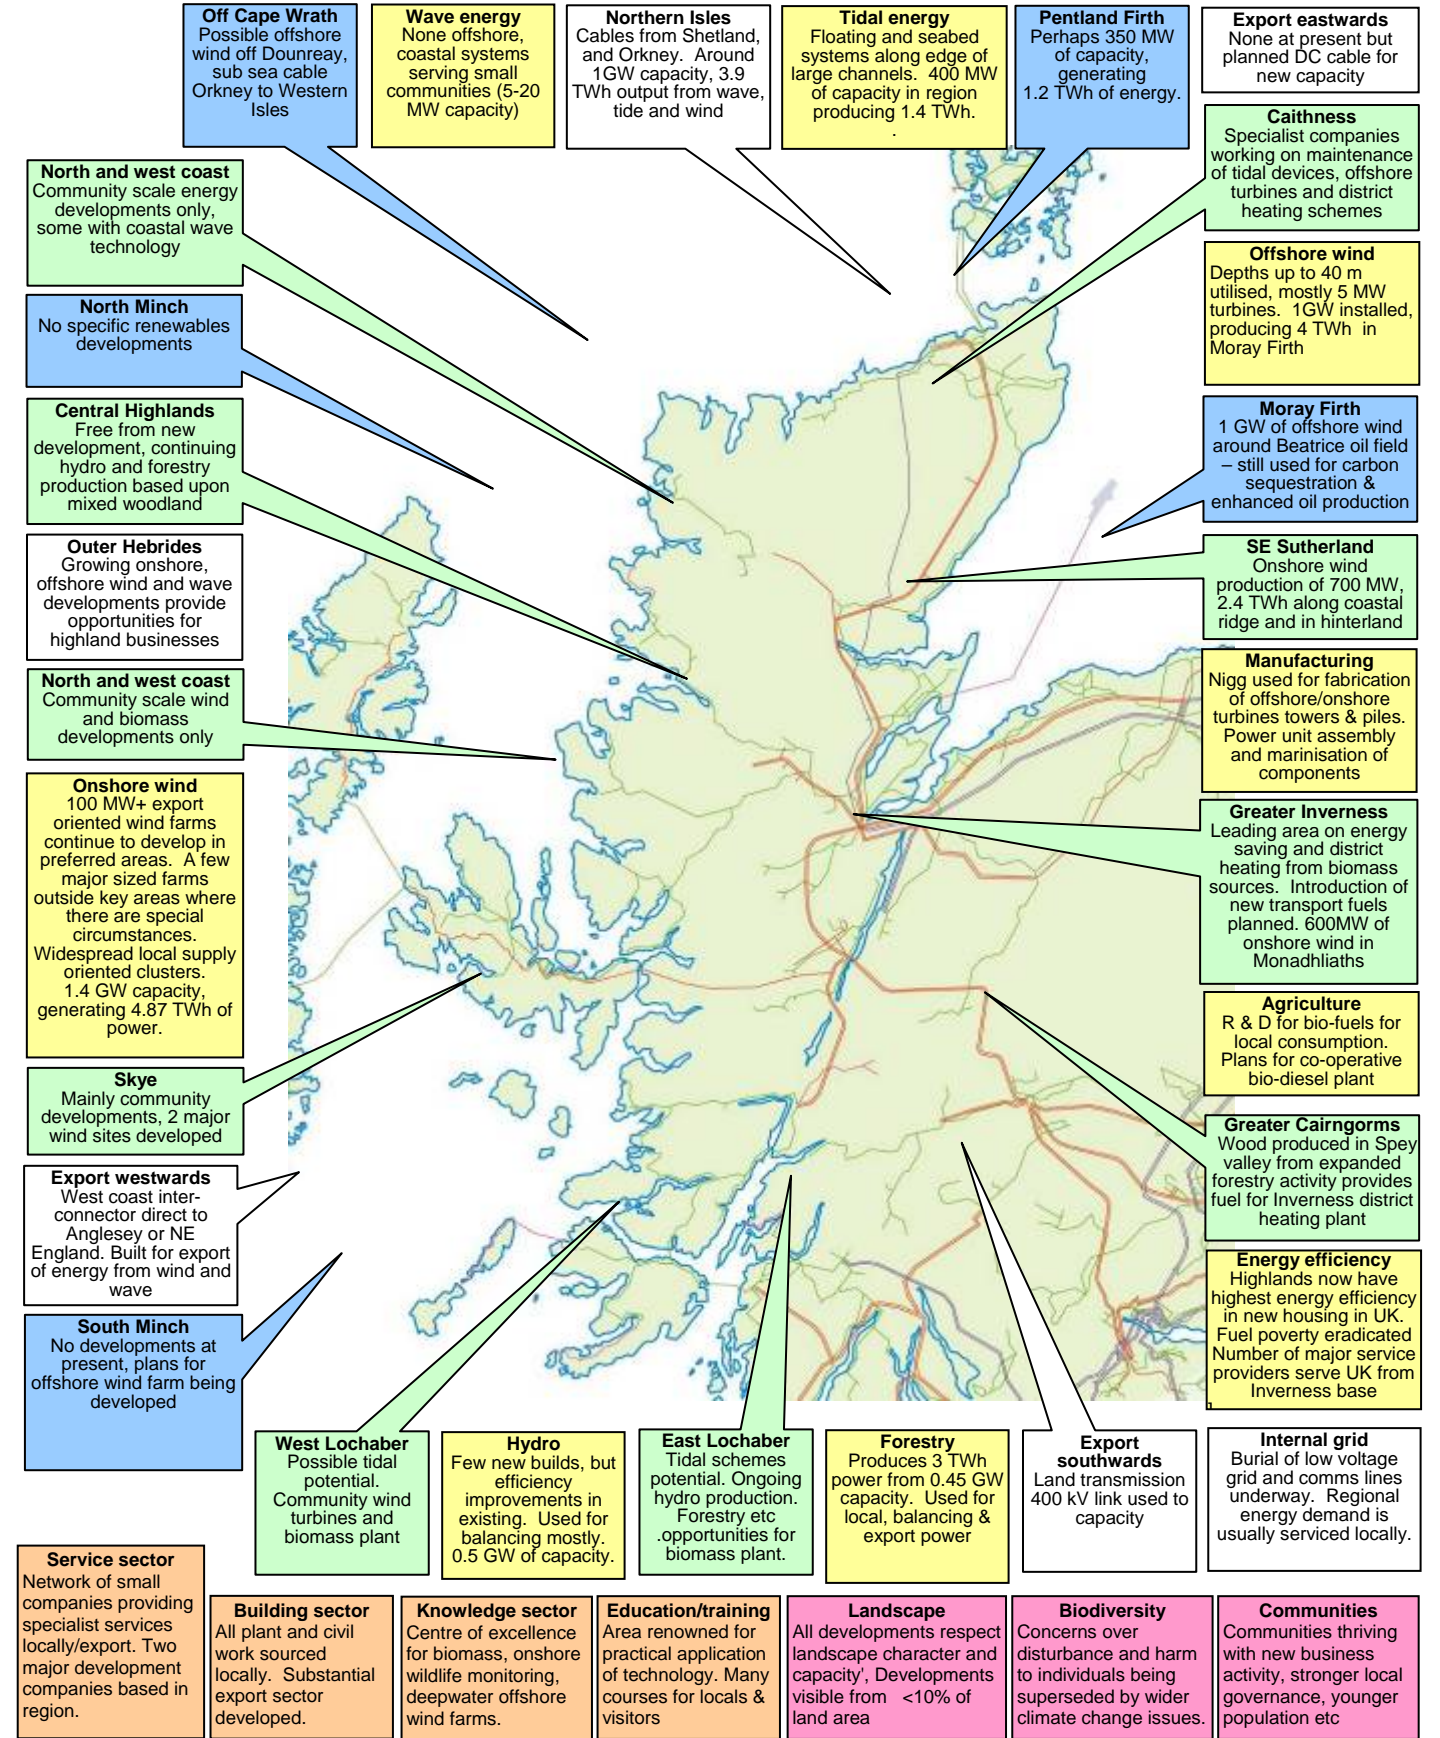 Off Cape Wrath
Possible offshore
wind off Dounreay,
sub sea cable
Orkney to Western
Isles
Wave energy
None offshore,
coastal systems
serving small
communities (5-20
MW capacity)
Northern Isles
Cables from Shetland,
and Orkney.  Around
1GW capacity, 3.9
TWh output from wave,
tide and wind
Tidal energy
Floating and seabed
systems along edge of
large channels.  400 MW
of capacity in region
producing 1.4 TWh.
.
Pentland Firth
Perhaps 350 MW
of capacity,
generating
1.2 TWh of energy.
Export eastwards
None at present but
planned DC cable for
new capacity
Caithness
Specialist companies
working on maintenance
of tidal devices, offshore
turbines and district
heating schemes
North and west coast
Community scale energy
developments only,
some with coastal wave
technology
Offshore wind
Depths up to 40 m
utilised, mostly 5 MW
turbines.  1GW installed,
producing 4 TWh  in
Moray Firth
North Minch
No specific renewables
developments
Central Highlands
Free from new
development, continuing
hydro and forestry
production based upon
mixed woodland
Moray Firth
1 GW of offshore wind
around Beatrice oil field
– still used for carbon
sequestration &
enhanced oil production
Outer Hebrides
Growing onshore,
offshore wind and wave
developments provide
opportunities for
highland businesses
SE Sutherland
Onshore wind
production of 700 MW,
2.4 TWh along coastal
ridge and in hinterland
North and west coast
Community scale wind
and biomass
developments only
Manufacturing
Nigg used for fabrication
of offshore/onshore
turbines towers & piles.
Power unit assembly
and marinisation of
components
Onshore wind
100 MW+ export
oriented wind farms
continue to develop in
preferred areas.  A few
major sized farms
outside key areas where
there are special
circumstances.
Widespread local supply
oriented clusters.
1.4 GW capacity,
generating 4.87 TWh of
power.
Greater Inverness
Leading area on energy
saving and district
heating from biomass
sources.  Introduction of
new transport fuels
planned. 600MW of
onshore wind in
Monadhliaths
Agriculture
R & D for bio-fuels for
local consumption.
Plans for co-operative
bio-diesel plant
Skye
Mainly community
developments, 2 major
wind sites developed
Greater Cairngorms
Wood produced in Spey
valley from expanded
forestry activity provides
fuel for Inverness district
heating plant
Export westwards
West coast inter-
connector direct to
Anglesey or NE
England. Built for export
of energy from wind and
wave
Energy efficiency
Highlands now have
highest energy efficiency
in new housing in UK.
Fuel poverty eradicated
Number of major service
providers serve UK from
Inverness base
South Minch
No developments at
present, plans for
offshore wind farm being
developed
West Lochaber
Possible tidal
potential.
Community wind
turbines and
biomass plant
Hydro
Few new builds, but
efficiency
improvements in
existing.  Used for
balancing mostly.
0.5 GW of capacity.
East Lochaber
Tidal schemes
potential. Ongoing
hydro production.
Forestry etc
.opportunities for
biomass plant.
Forestry
Produces 3 TWh
power from 0.45 GW
capacity.  Used for
local, balancing &
export power
Export
southwards
Land transmission
400 kV link used to
capacity
Internal grid
Burial of low voltage
grid and comms lines
underway.  Regional
energy demand is
usually serviced locally.
Service sector
Network of small
companies providing
specialist services
locally/export. Two
major development
companies based in
region.
Building sector
All plant and civil
work sourced
locally.  Substantial
export sector
developed.
Knowledge sector
Centre of excellence
for biomass, onshore
wildlife monitoring,
deepwater offshore
wind farms.
Education/training
Area renowned for
practical application
of technology. Many
courses for locals &
visitors
Landscape
All developments respect
landscape character and
capacity', Developments
visible from   <10% of
land area
Biodiversity
Concerns over
disturbance and harm
to individuals being
superseded by wider
climate change issues.
Communities
Communities thriving
with new business
activity, stronger local
governance, younger
population etc